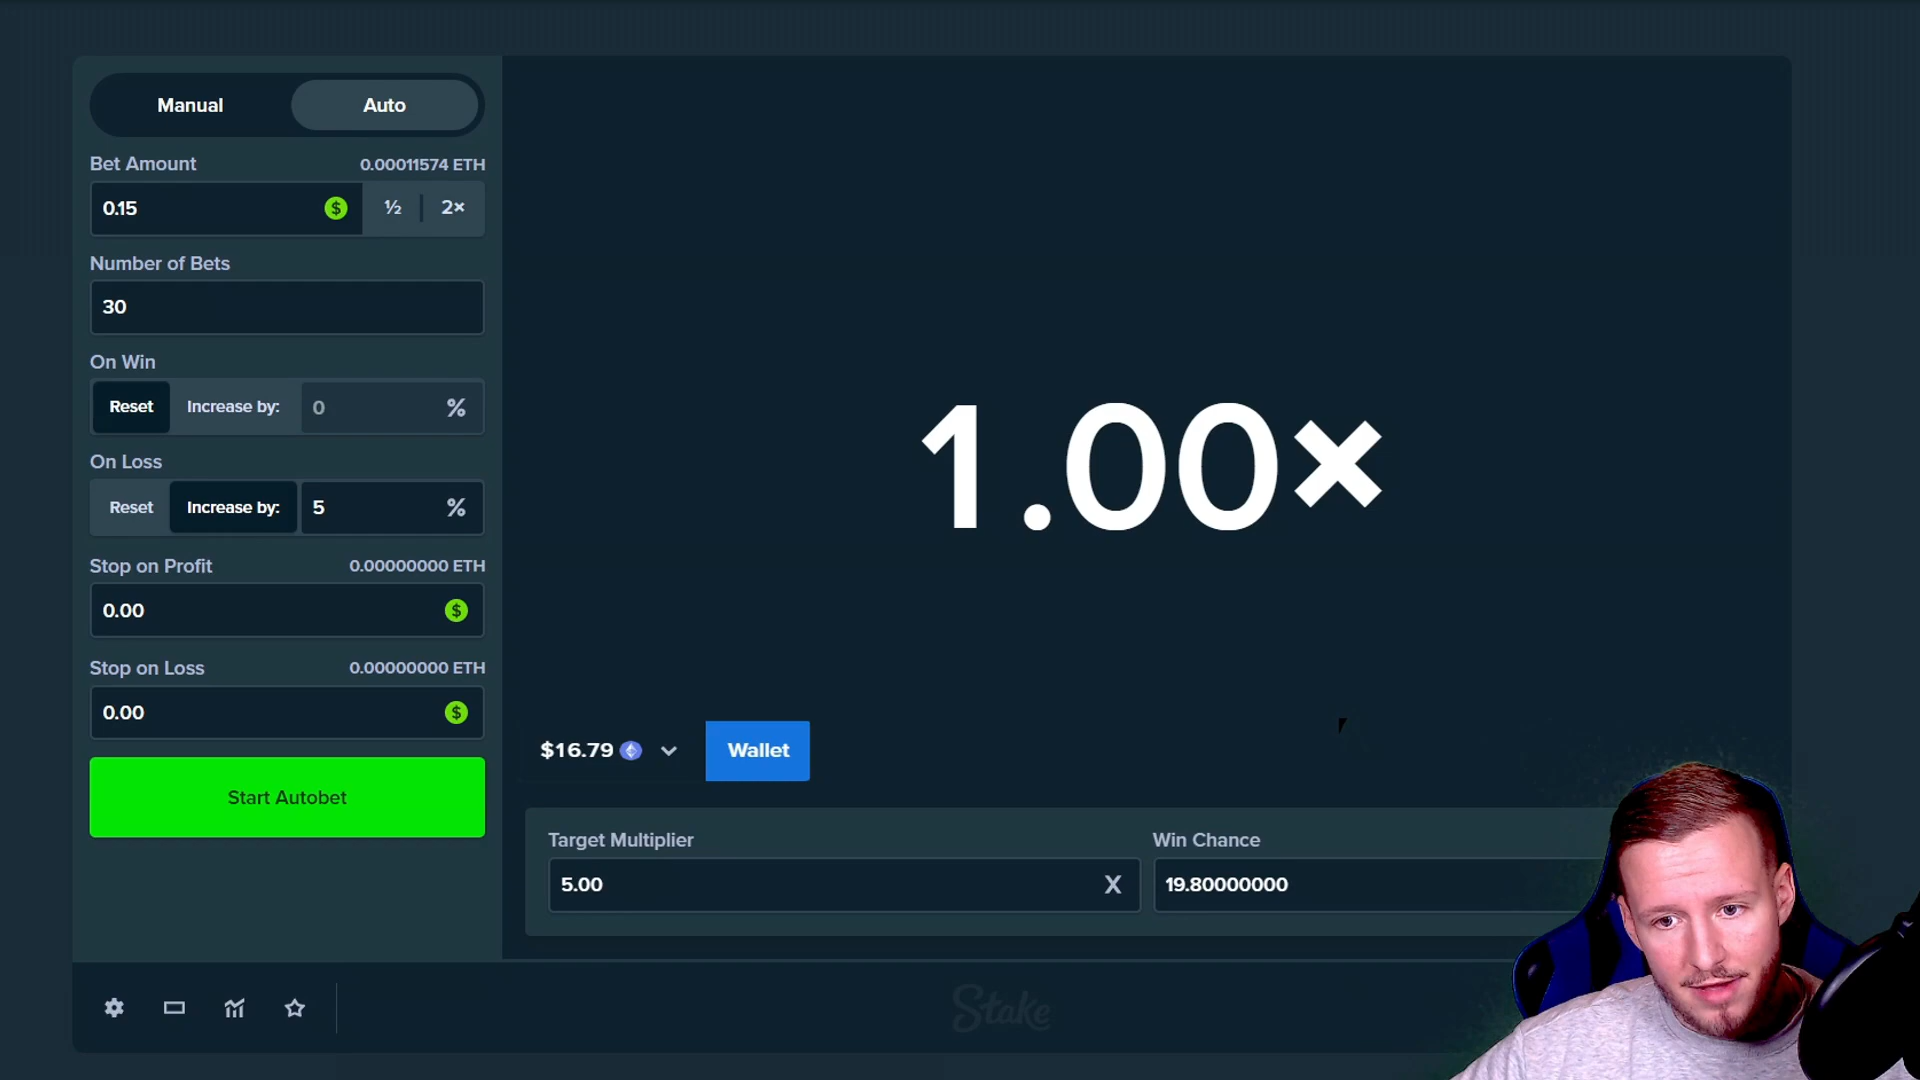 Manual Auto
Bet Amount 0.00011574 ETH
0.15 $ ½ 2×
Number of Bets
30
On Win
Reset Increase by: 0 %
On Loss
Reset Increase by: 5 %
Stop on Profit 0.00000000 ETH
0.00 $
Stop on Loss 0.00000000 ETH
0.00 $
Start Autobet
1.00×
$16.79 Wallet
Target Multiplier Win Chance
5.00 X 19.80000000
Stake